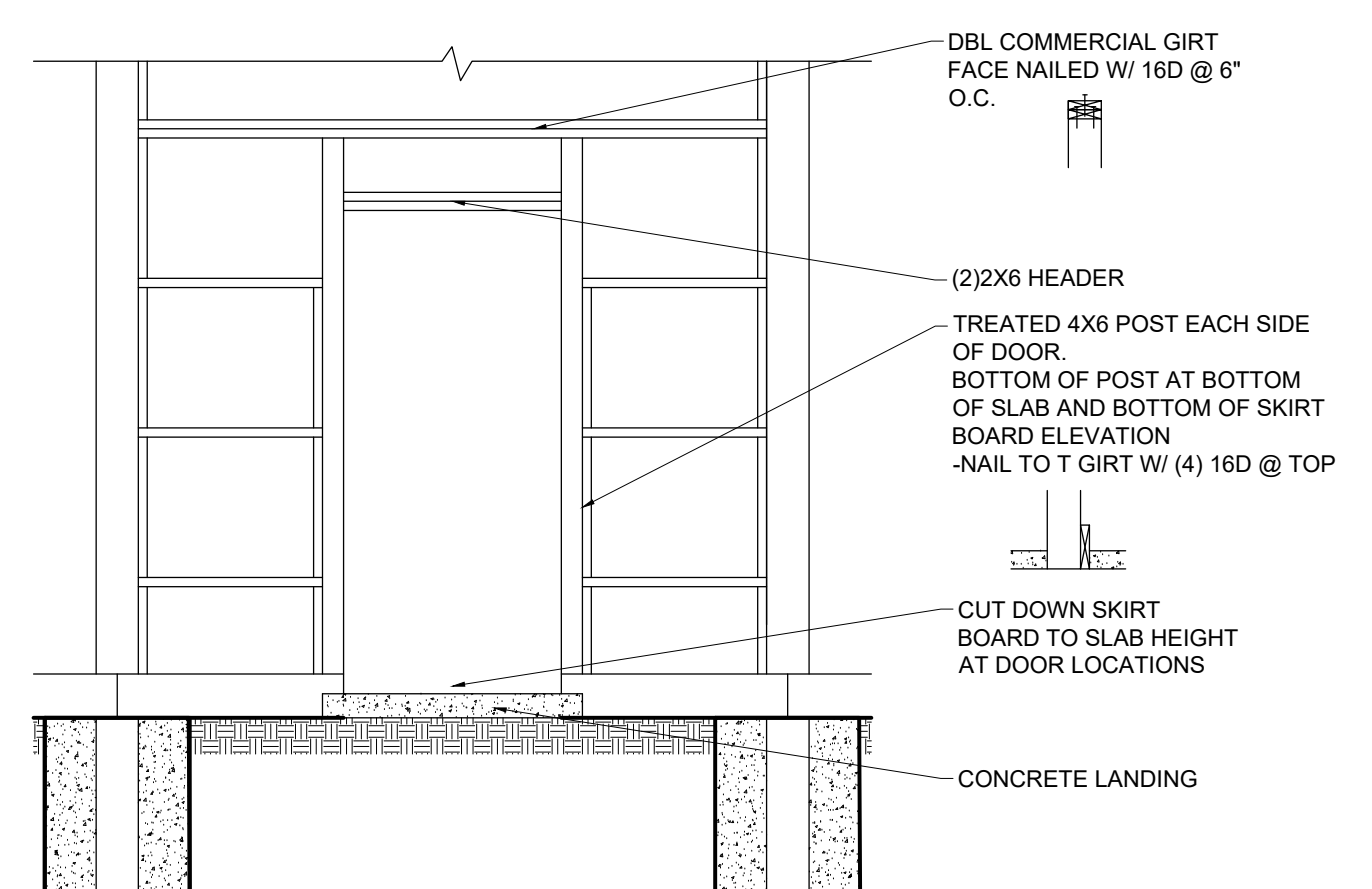 DBL COMMERCIAL GIRT
FACE NAILED W/ 16D @ 6"
O.C.
(2)2X6 HEADER
TREATED 4X6 POST EACH SIDE
OF DOOR.
BOTTOM OF POST AT BOTTOM
OF SLAB AND BOTTOM OF SKIRT
BOARD ELEVATION
-NAIL TO T GIRT W/ (4) 16D @ TOP
CUT DOWN SKIRT
BOARD TO SLAB HEIGHT
AT DOOR LOCATIONS
CONCRETE LANDING